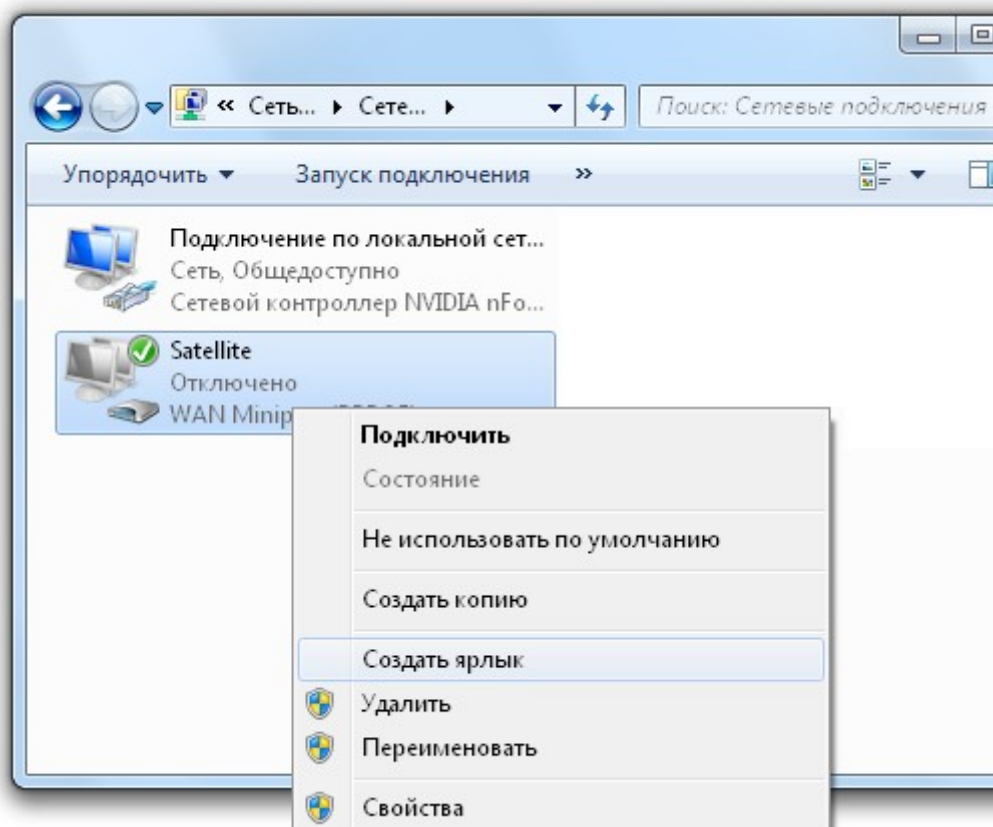 « Сеть... Сете...
Поиск: Сетевые подключения
Упорядочить Запуск подключения »
Подключение по локальной сет...
Сеть, Общедоступно
Сетевой контроллер NVIDIA nFo...
Satellite
Отключено
WAN Minip
Подключить
Состояние
Не использовать по умолчанию
Создать копию
Создать ярлык
Удалить
Переименовать
Свойства